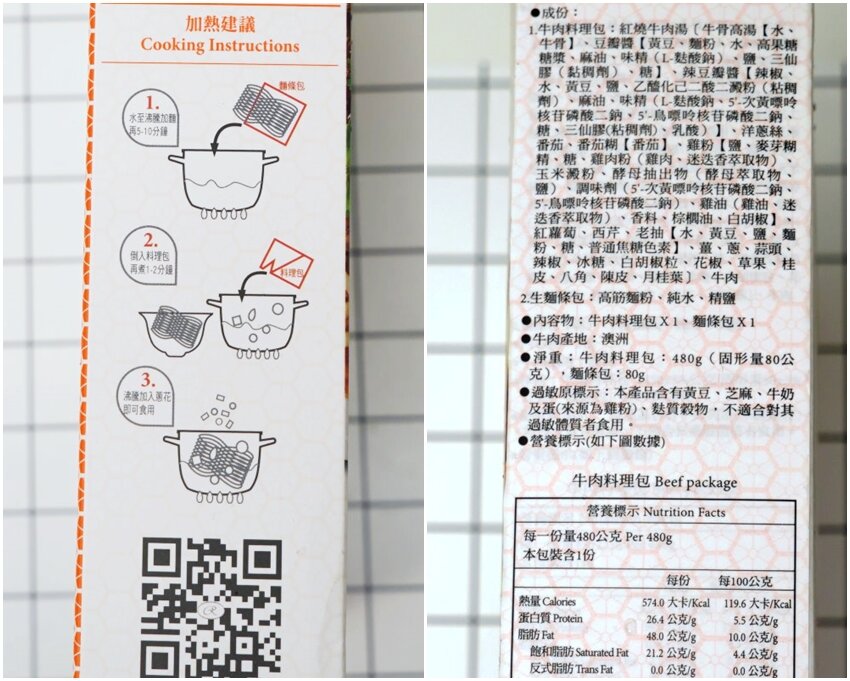 加熱建議
Cooking Instructions
麵條包
1.
水至沸騰加麵
再5-10分鐘
2.
倒入料理包
再煮1-2分鐘
料理包
3.
沸騰加入蔥花
即可食用
CR
●成份：
1.牛肉料理包：紅燒牛肉湯〔牛骨高湯【水、
牛骨】、豆瓣醬【黃豆、麵粉、水、高果糖
糖漿、麻油、味精（L-麩酸鈉）、鹽、三仙
膠（黏稠劑）、糖】、辣豆瓣醬【辣椒、
水、黃豆、鹽、乙醯化己二酸二澱粉（粘稠
劑）、麻油、味精（L-麩酸鈉、5'-次黃嘌呤
核苷磷酸二鈉、5'-鳥嘌呤核苷磷酸二鈉、
糖、三仙膠(粘稠劑)、乳酸）】、洋蔥絲、
番茄、番茄糊【番茄】、雞粉【鹽、麥芽糊
精、糖、雞肉粉（雞肉、迷迭香萃取物）、
玉米澱粉、酵母抽出物（酵母萃取物、
鹽）、調味劑（5'-次黃嘌呤核苷磷酸二鈉、
5'-鳥嘌呤核苷磷酸二鈉）、雞油（雞油、迷
迭香萃取物）、香料、棕櫚油、白胡椒】、
紅蘿蔔、西芹、老抽【水、黃豆、鹽、麵
粉、糖、普通焦糖色素】、薑、蔥、蒜頭、
辣椒、冰糖、白胡椒粒、花椒、草果、桂
皮、八角、陳皮、月桂葉〕、牛肉
2.生麵條包：高筋麵粉、純水、精鹽
●內容物：牛肉料理包X1、麵條包X1
●牛肉產地：澳洲
●淨重：牛肉料理包：480g（固形量80公
克），麵條包：80g
●過敏原標示：本產品含有黃豆、芝麻、牛奶
及蛋(來源為雞粉)、麩質穀物，不適合對其
過敏體質者食用。
●營養標示(如下圖數據)
牛肉料理包 Beef package
營養標示 Nutrition Facts
每一份量480公克 Per 480g
本包裝含1份
每份 每100公克
熱量 Calories 574.0 大卡/Kcal 119.6 大卡/Kcal
蛋白質 Protein 26.4 公克/g 5.5 公克/g
脂肪 Fat 48.0 公克/g 10.0 公克/g
飽和脂肪 Saturated Fat 21.2 公克/g 4.4 公克/g
反式脂肪 Trans Fat 0.0 公克/g 0.0 公克/g